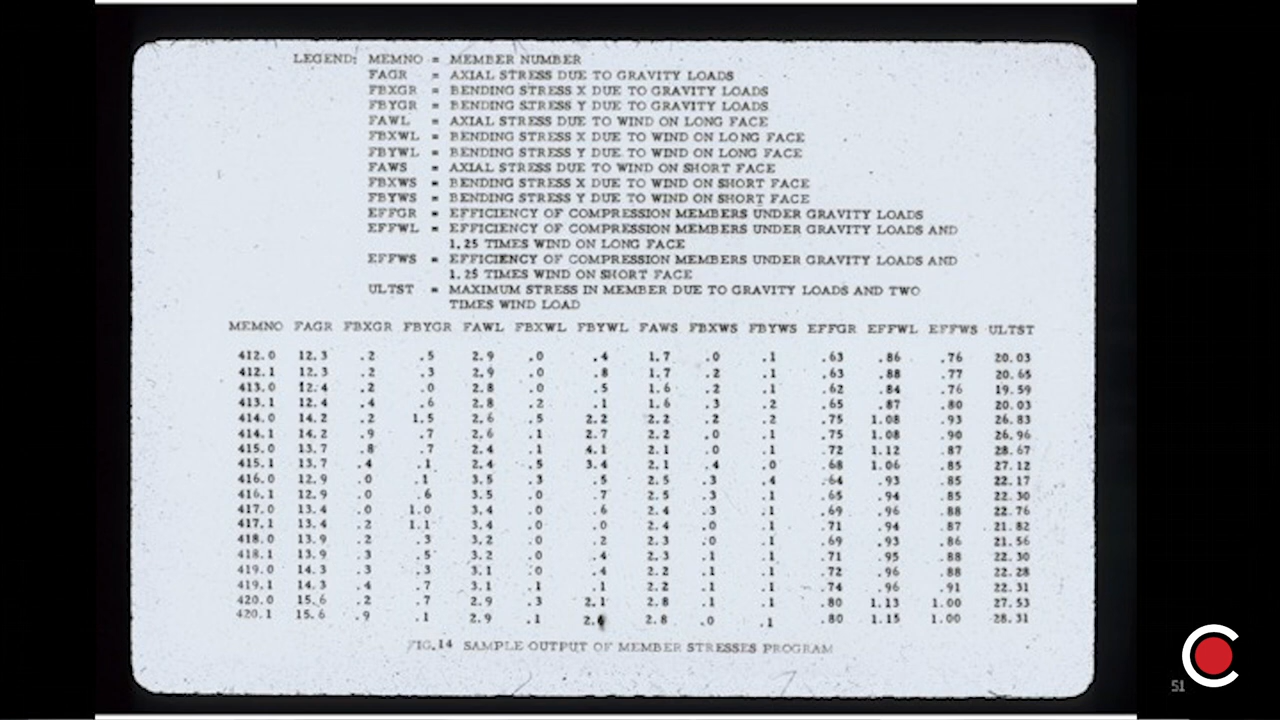 LEGEND: MEMNO = MEMBER NUMBER
FAGR = AXIAL STRESS DUE TO GRAVITY LOADS
FBXGR = BENDING STRESS X DUE TO GRAVITY LOADS
FBYGR = BENDING STRESS Y DUE TO GRAVITY LOADS
FAWL = AXIAL STRESS DUE TO WIND ON LONG FACE
FBXWL = BENDING STRESS X DUE TO WIND ON LONG FACE
FBYWL = BENDING STRESS Y DUE TO WIND ON LONG FACE
FAWS = AXIAL STRESS DUE TO WIND ON SHORT FACE
FBXWS = BENDING STRESS X DUE TO WIND ON SHORT FACE
FBYWS = BENDING STRESS Y DUE TO WIND ON SHORT FACE
EFFGR = EFFICIENCY OF COMPRESSION MEMBERS UNDER GRAVITY LOADS
EFFWL = EFFICIENCY OF COMPRESSION MEMBERS UNDER GRAVITY LOADS AND
1.25 TIMES WIND ON LONG FACE
EFFWS = EFFICIENCY OF COMPRESSION MEMBERS UNDER GRAVITY LOADS AND
1.25 TIMES WIND ON SHORT FACE
ULTST = MAXIMUM STRESS IN MEMBER DUE TO GRAVITY LOADS AND TWO
TIMES WIND LOAD
MEMNO FAGR FBXGR FBYGR FAWL FBXWL FBYWL FAWS FBXWS FBYWS EFFGR EFFWL EFFWS ULTST
412.0 12.3 .2 .5 2.9 .0 .4 1.7 .0 .1 .63 .86 .76 20.03
412.1 12.3 .2 .3 2.9 .0 .8 1.7 .2 .1 .63 .88 .77 20.65
413.0 12.4 .2 .0 2.8 .0 .5 1.6 .2 .1 .62 .84 .76 19.59
413.1 12.4 .4 .6 2.8 .2 .1 1.6 .3 .2 .65 .87 .80 20.03
414.0 14.2 .2 1.5 2.6 .5 2.2 2.2 .2 .2 .75 1.08 .93 26.83
414.1 14.2 .9 .7 2.6 .1 2.7 2.2 .0 .1 .75 1.08 .90 26.96
415.0 13.7 .8 .7 2.4 .1 4.1 2.1 .0 .1 .72 1.12 .87 28.67
415.1 13.7 .4 .1 2.4 .5 3.4 2.1 .4 .0 .68 1.06 .85 27.12
416.0 12.9 .0 .1 3.5 .3 .5 2.5 .3 .4 .64 .93 .85 22.17
416.1 12.9 .0 .6 3.5 .0 .7 2.5 .3 .1 .65 .94 .85 22.30
417.0 13.4 .0 1.0 3.4 .0 .6 2.4 .3 .1 .69 .96 .88 22.76
417.1 13.4 .2 1.1 3.4 .0 .0 2.4 .0 .1 .71 .94 .87 21.82
418.0 13.9 .2 .3 3.2 .0 .2 2.3 .0 .1 .69 .93 .86 21.56
418.1 13.9 .3 .5 3.2 .0 .4 2.3 .1 .1 .71 .95 .88 22.30
419.0 14.3 .3 .3 3.1 .0 .4 2.2 .1 .1 .72 .96 .88 22.28
419.1 14.3 .4 .7 3.1 .1 .1 2.2 .1 .1 .74 .96 .91 22.31
420.0 15.6 .2 .7 2.9 .3 2.1 2.8 .1 .1 .80 1.13 1.00 27.53
420.1 15.6 .9 .1 2.9 .1 2.8 .0 .1 .80 1.15 1.00 28.31
FIG.14 SAMPLE OUTPUT OF MEMBER STRESSES PROGRAM
51